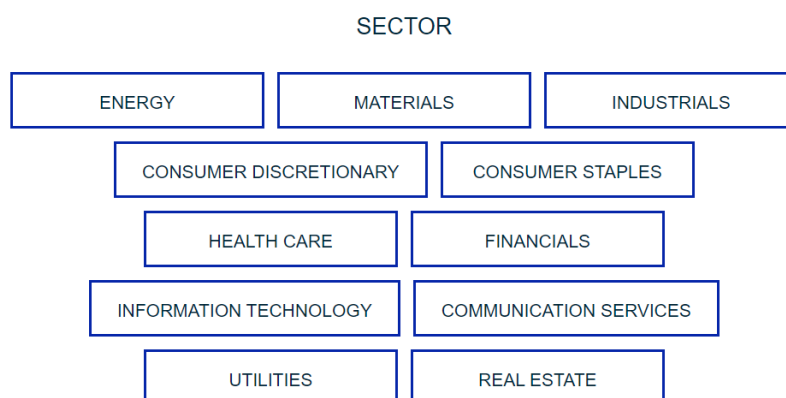 SECTOR
ENERGY MATERIALS INDUSTRIALS
CONSUMER DISCRETIONARY CONSUMER STAPLES
HEALTH CARE FINANCIALS
INFORMATION TECHNOLOGY COMMUNICATION SERVICES
UTILITIES REAL ESTATE